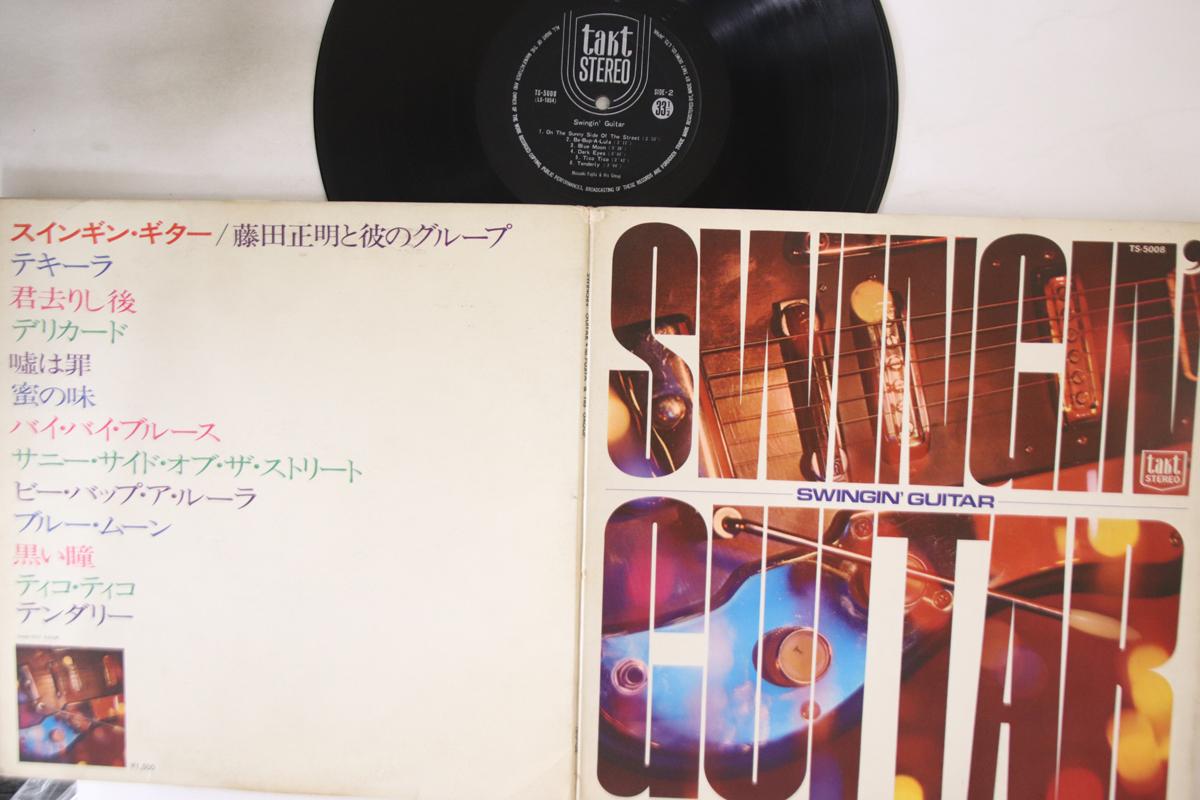 takt
STEREO
TS-5008
(LS-1054)
SIDE-2
33 1/3
Swingin' Guitar
1. On The Sunny Side Of The Street
2. Be-Bop-A-Lula
3. Blue Moon
4. Dark Eyes
5. Tico Tico
6. Tenderly
スインギン・ギター/藤田正明と彼のグループ
テキーラ
君去りし後
デリカード
嘘は罪
蜜の味
バイ・バイ・ブルース
サニー・サイド・オブ・ザ・ストリート
ビー・バップ・ア・ルーラ
ブルー・ムーン
黒い瞳
ティコ・ティコ
テンダリー
¥1,500
SWINGIN'
TS-5008
takt
STEREO
SWINGIN' GUITAR
GUITAR